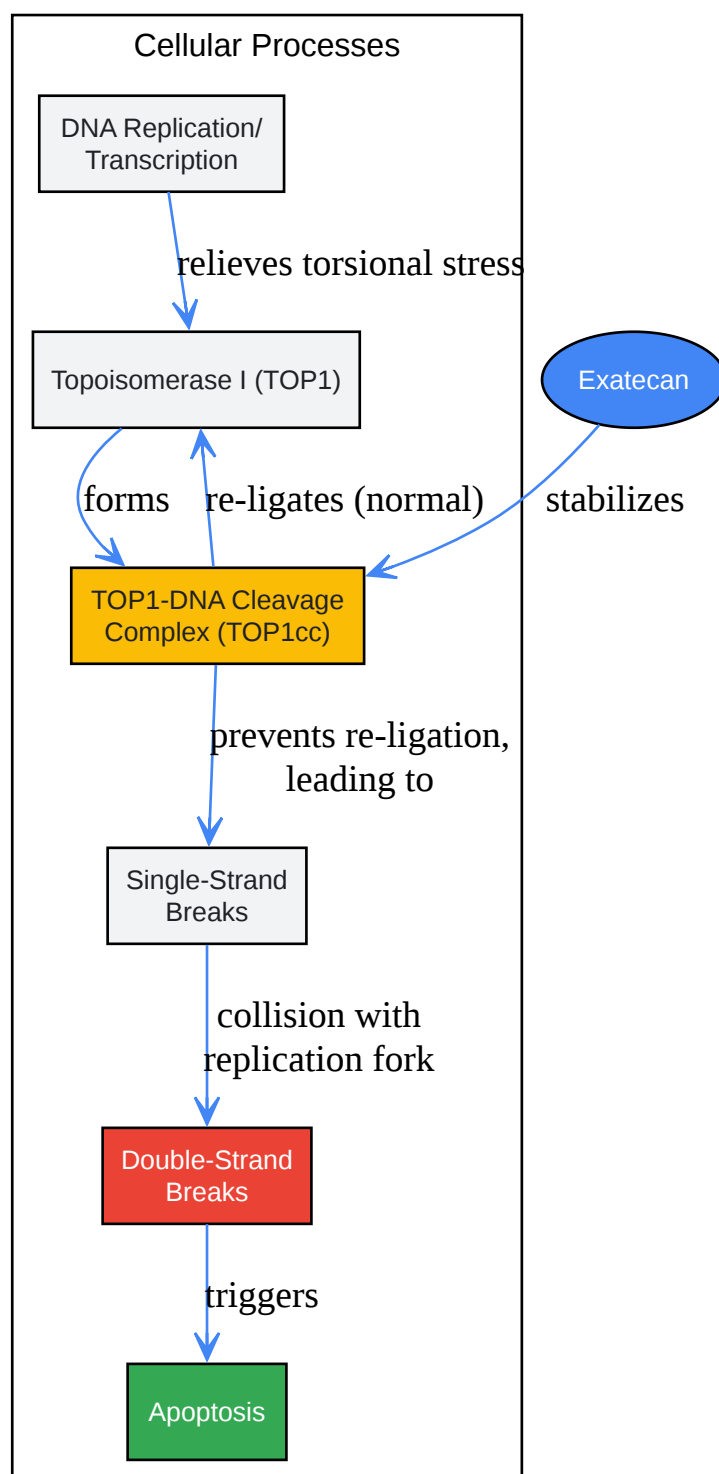 Cellular Processes
DNA Replication/
Transcription
relieves torsional stress
Topoisomerase I (TOP1)
Exatecan
forms
re-ligates (normal)
stabilizes
TOP1-DNA Cleavage
Complex (TOP1cc)
prevents re-ligation,
leading to
Single-Strand
Breaks
collision with
replication fork
Double-Strand
Breaks
triggers
Apoptosis